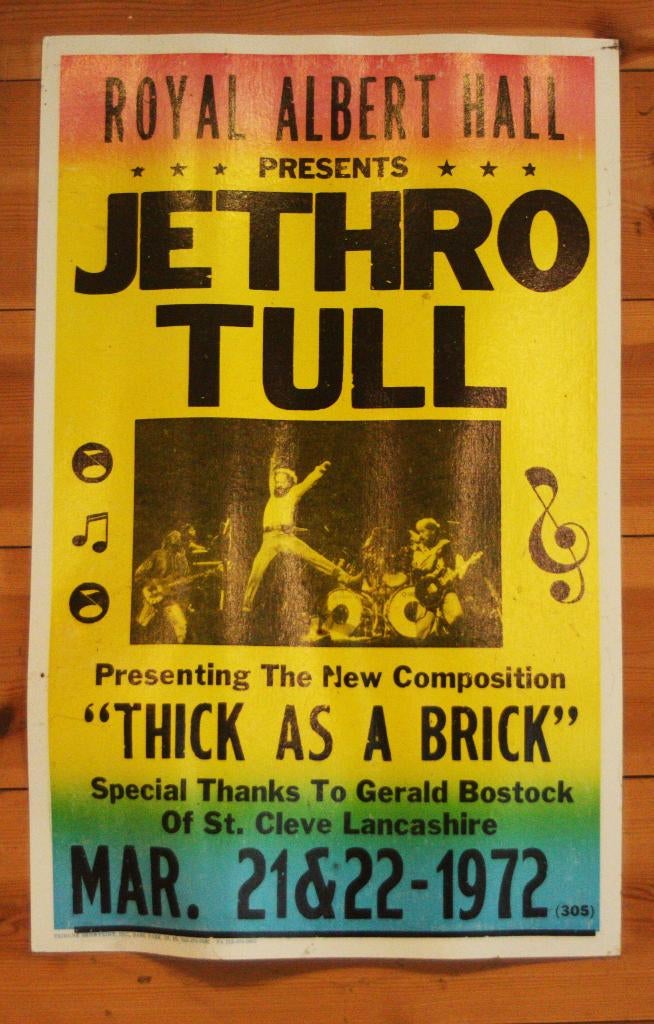 ROYAL ALBERT HALL
PRESENTS
JETHRO
TULL
Presenting The New Composition
"THICK AS A BRICK"
Special Thanks To Gerald Bostock
Of St. Cleve Lancashire
MAR. 21&22-1972 (305)